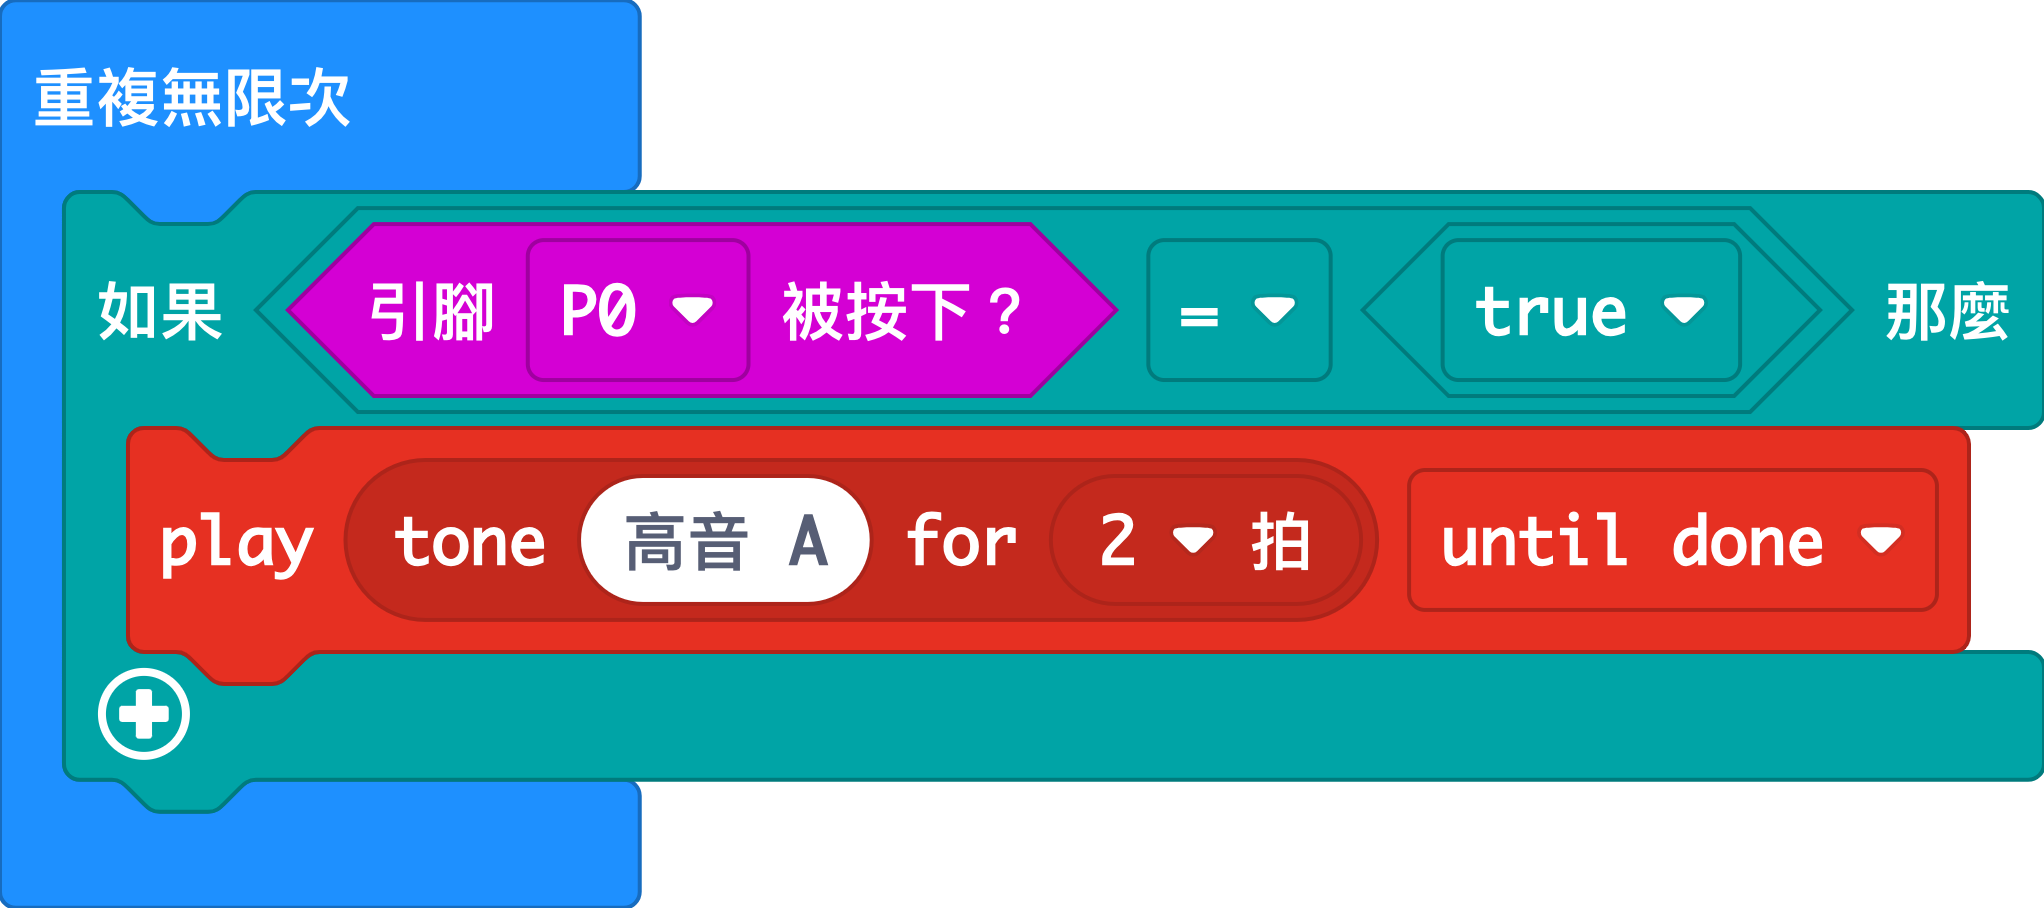 重複無限次
如果 引腳 P0 被按下？ = true 那麼
play tone 高音 A for 2 拍 until done